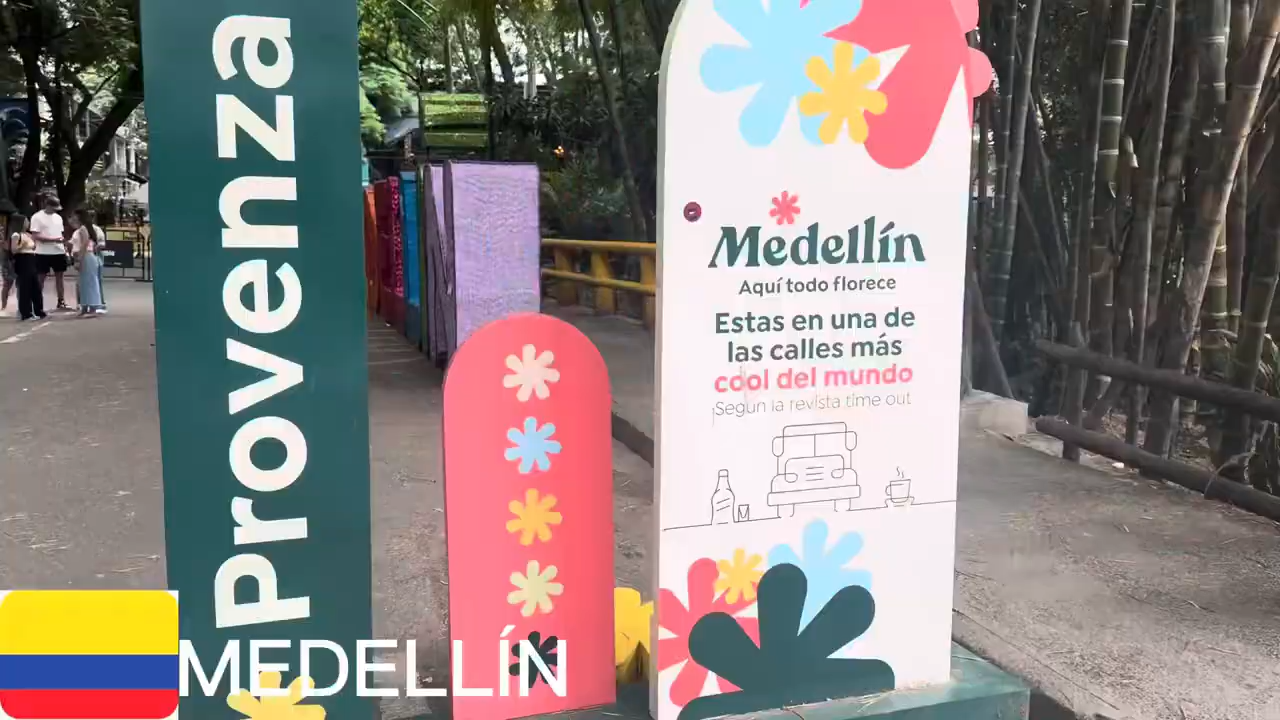 Provenza
Medellín
Aquí todo florece
Estas en una de
las calles más
cool del mundo
¡Segun la revista time out
MEDELLÍN